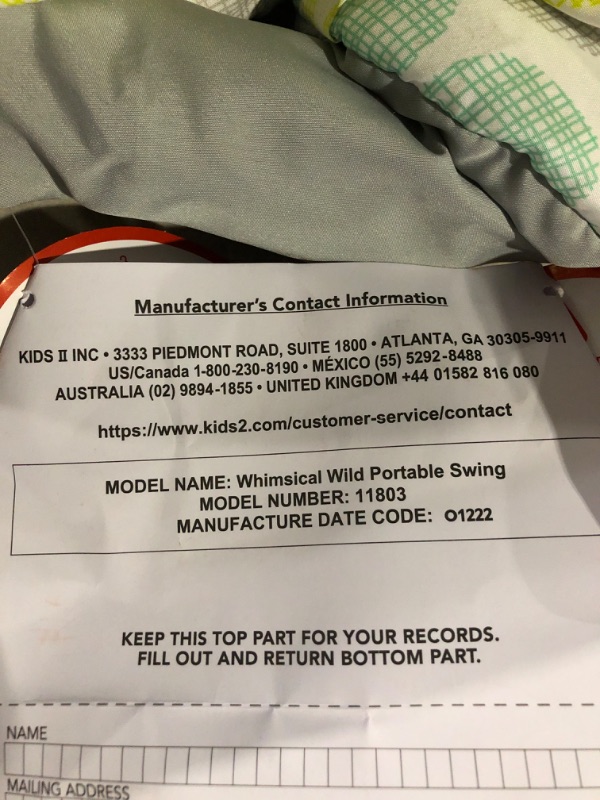 Manufacturer's Contact Information
KIDS II INC • 3333 PIEDMONT ROAD, SUITE 1800 • ATLANTA, GA 30305-9911
US/Canada 1-800-230-8190 • MÉXICO (55) 5292-8488
AUSTRALIA (02) 9894-1855 • UNITED KINGDOM +44 01582 816 080
https://www.kids2.com/customer-service/contact
MODEL NAME: Whimsical Wild Portable Swing
MODEL NUMBER: 11803
MANUFACTURE DATE CODE: O1222
KEEP THIS TOP PART FOR YOUR RECORDS.
FILL OUT AND RETURN BOTTOM PART.
NAME
MAILING ADDRESS